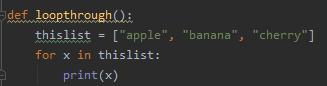 def loopthrough():
    thislist = ["apple", "banana", "cherry"]
    for x in thislist:
        print(x)